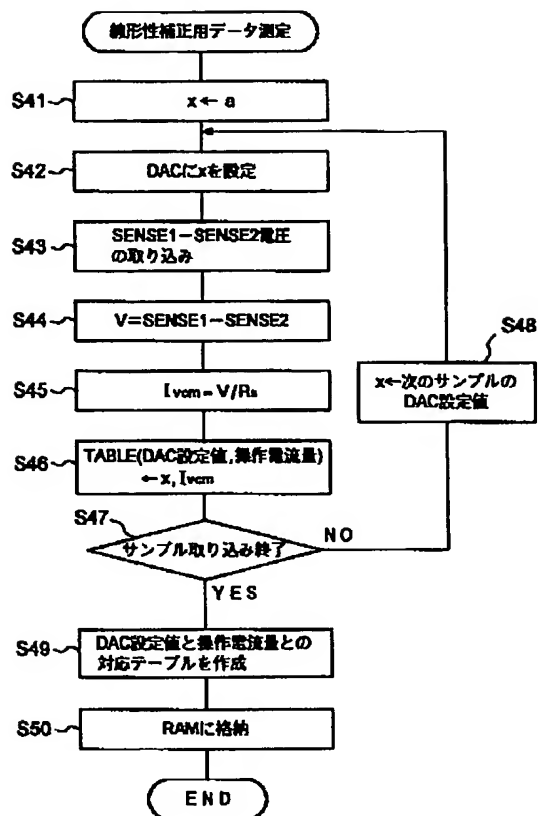 線形性補正用データ測定
S41
x ← a
S42
DACにxを設定
S43
SENSE1−SENSE2電圧
の取り込み
S44
V=SENSE1−SENSE2
S45
Ivcm = V/Rs
S46
TABLE(DAC設定値,操作電流量)
←x, Ivcm
S47
サンプル取り込み終了
NO
S48
x←次のサンプルの
DAC設定値
YES
S49
DAC設定値と操作電流量との
対応テーブルを作成
S50
RAMに格納
END